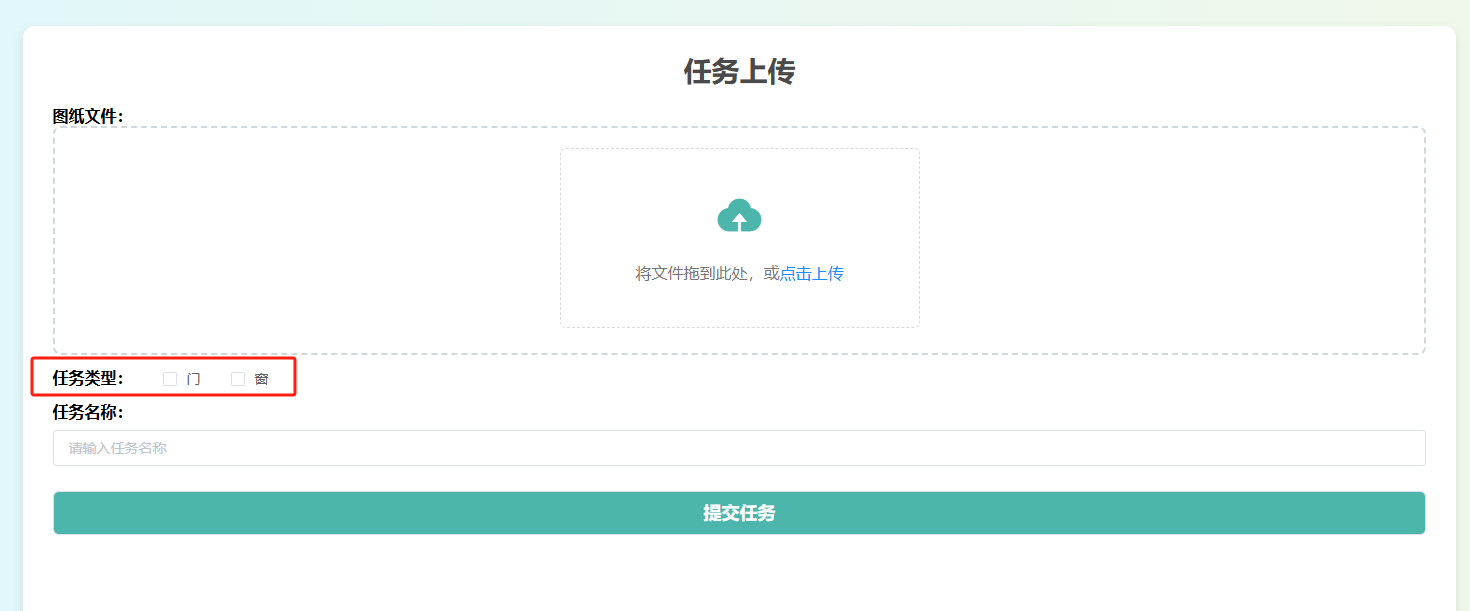 任务上传
图纸文件：
将文件拖到此处，或点击上传
任务类型： 门 窗
任务名称：
请输入任务名称
提交任务